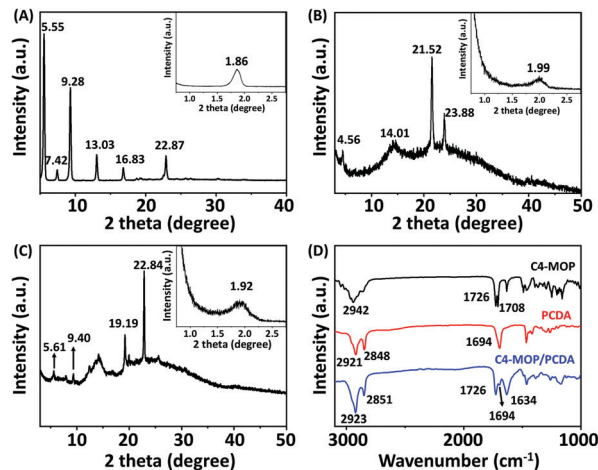 (A)
5.55
9.28
7.42
13.03
16.83
22.87
Intensity (a.u.)
0
10
20
30
40
2 theta (degree)
1.86
Intensity (a.u.)
1.0
1.5
2.0
2.5
2 theta (degree)
(B)
21.52
23.88
14.01
4.56
Intensity (a.u.)
10
20
30
40
50
2 theta (degree)
1.99
Intensity (a.u.)
1.0
1.5
2.0
2.5
2 theta (degree)
(C)
22.84
19.19
5.61
9.40
Intensity (a.u.)
10
20
30
40
50
2 theta (degree)
1.92
Intensity (a.u.)
1.0
1.5
2.0
2.5
2 theta (degree)
(D)
C4-MOP
2942
1726
1708
PCDA
2921
2848
1694
C4-MOP/PCDA
2923
2851
1726
1694
1634
Intensity (a.u.)
3000
2000
1000
Wavenumber (cm-1)